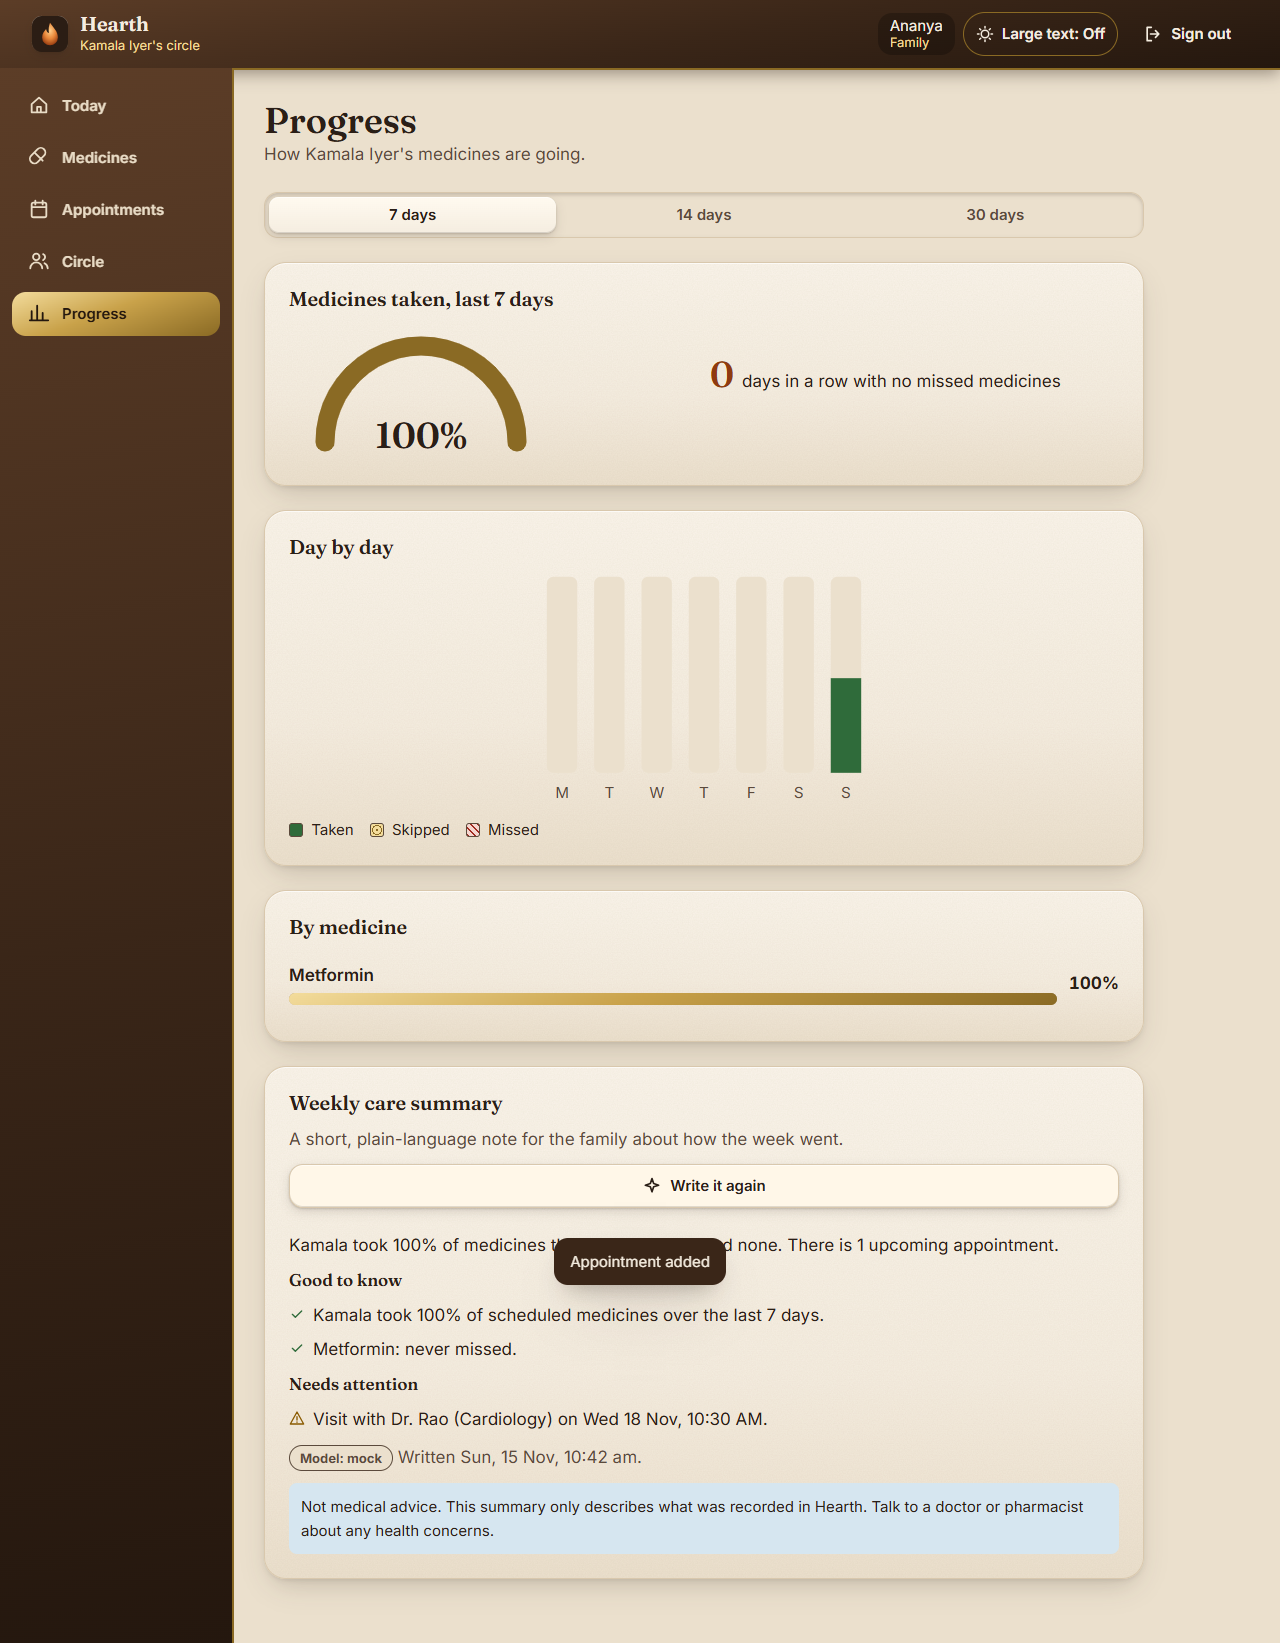 Hearth
Kamala Iyer's circle
Ananya
Family
Large text: Off
Sign out
Today
Medicines
Appointments
Circle
Progress
Progress
How Kamala Iyer's medicines are going.
7 days
14 days
30 days
Medicines taken, last 7 days
100%
0 days in a row with no missed medicines
Day by day
M T W T F S S
Taken
Skipped
Missed
By medicine
Metformin
100%
Weekly care summary
A short, plain-language note for the family about how the week went.
Write it again
Kamala took 100% of medicines none. There is 1 upcoming appointment.
Appointment added
Good to know
Kamala took 100% of scheduled medicines over the last 7 days.
Metformin: never missed.
Needs attention
Visit with Dr. Rao (Cardiology) on Wed 18 Nov, 10:30 AM.
Model: mock Written Sun, 15 Nov, 10:42 am.
Not medical advice. This summary only describes what was recorded in Hearth. Talk to a doctor or pharmacist
about any health concerns.